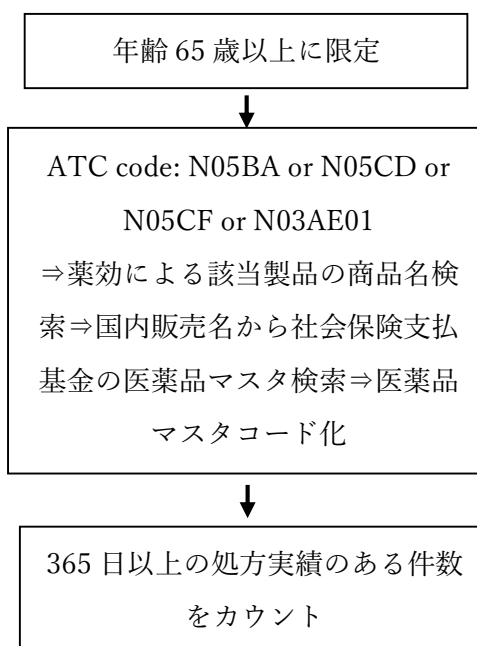 年齢 65 歳以上に限定
ATC code: N05BA or N05CD or
N05CF or N03AE01
⇒薬効による該当製品の商品名検
索⇒国内販売名から社会保険支払
基金の医薬品マスタ検索⇒医薬品
マスタコード化
365 日以上の処方実績のある件数
をカウント